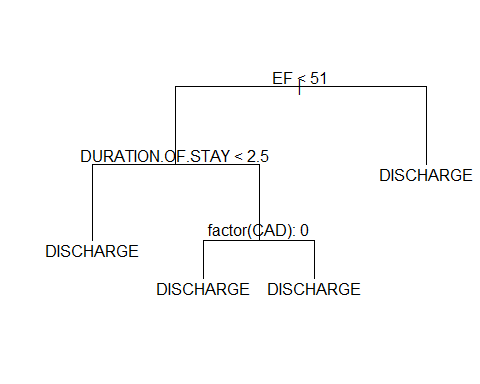 EF < 51
DURATION.OF.STAY < 2.5
DISCHARGE
factor(CAD): 0
DISCHARGE
DISCHARGE DISCHARGE